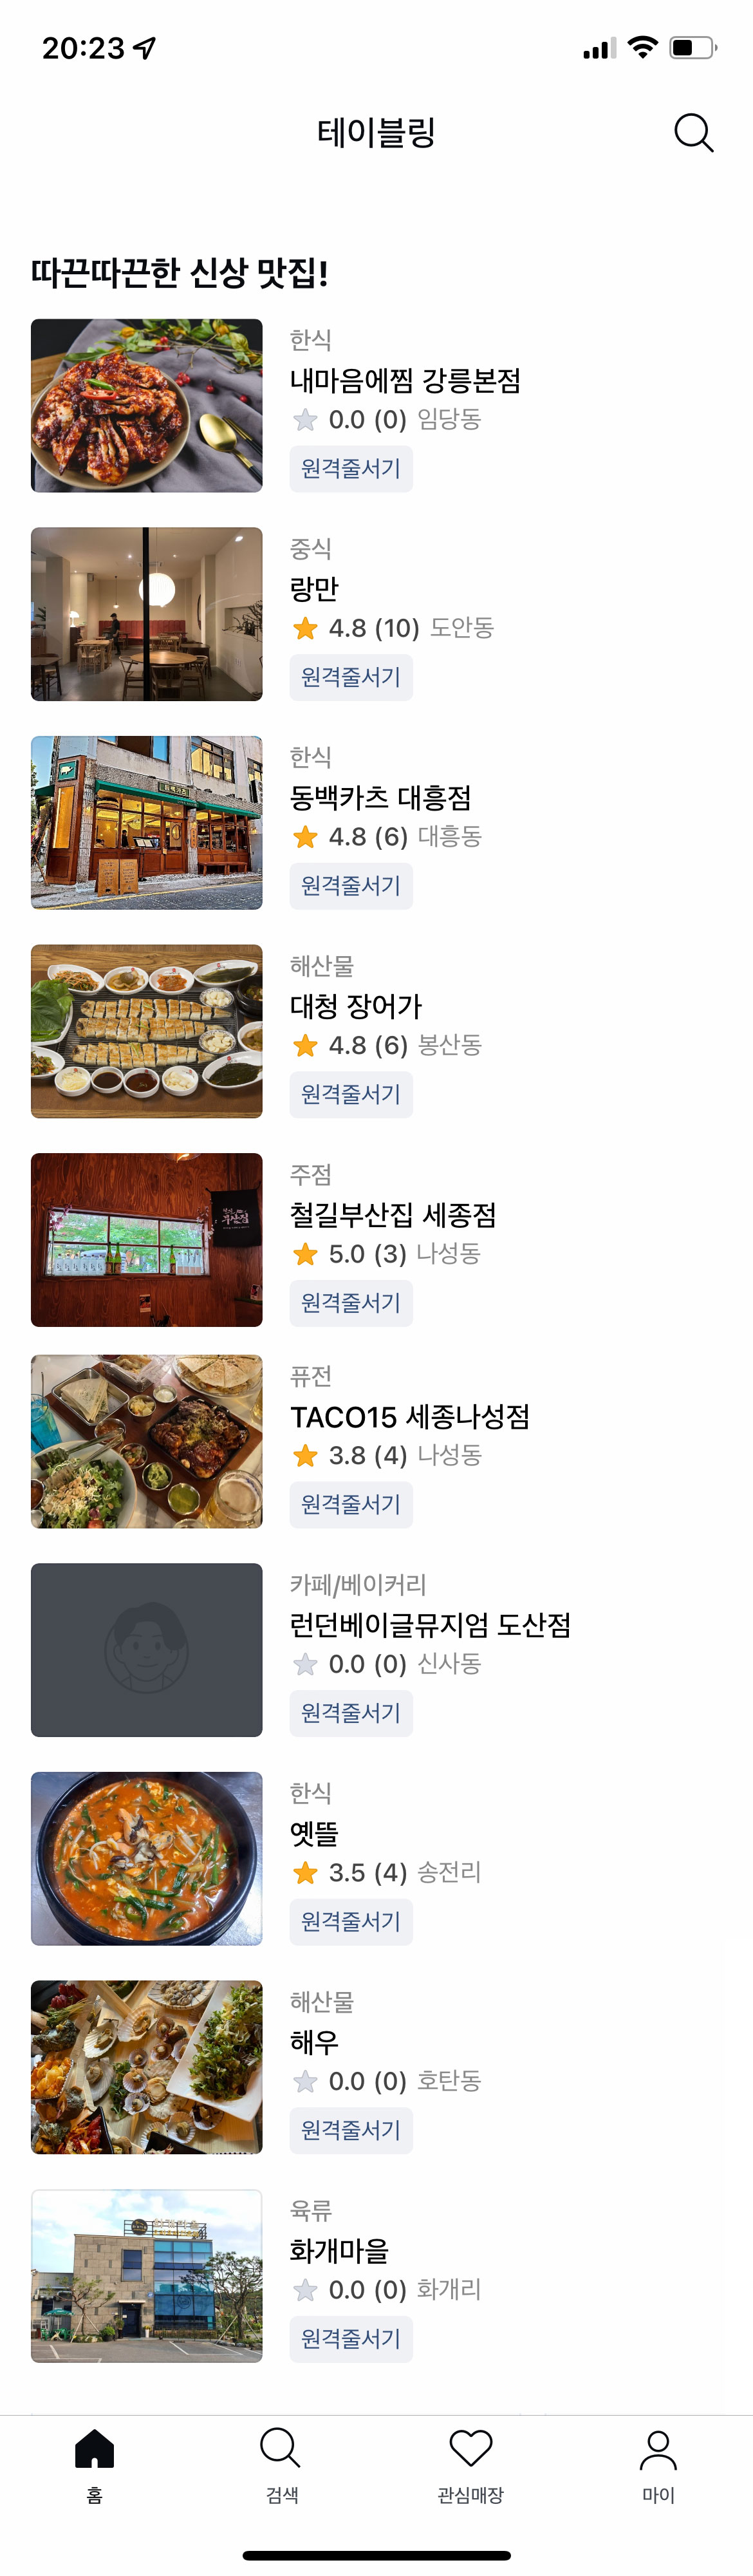 20:23
테이블링
따끈따끈한 신상 맛집!
한식
내마음에찜 강릉본점
0.0 (0) 임당동
원격줄서기
중식
랑만
4.8 (10) 도안동
원격줄서기
한식
동백카츠 대흥점
4.8 (6) 대흥동
원격줄서기
해산물
대청 장어가
4.8 (6) 봉산동
원격줄서기
주점
철길부산집 세종점
5.0 (3) 나성동
원격줄서기
부산집
퓨전
TACO15 세종나성점
3.8 (4) 나성동
원격줄서기
카페/베이커리
런던베이글뮤지엄 도산점
0.0 (0) 신사동
원격줄서기
한식
옛뜰
3.5 (4) 송전리
원격줄서기
해산물
해우
0.0 (0) 호탄동
원격줄서기
육류
화개마을
0.0 (0) 화개리
원격줄서기
홈
검색
관심매장
마이